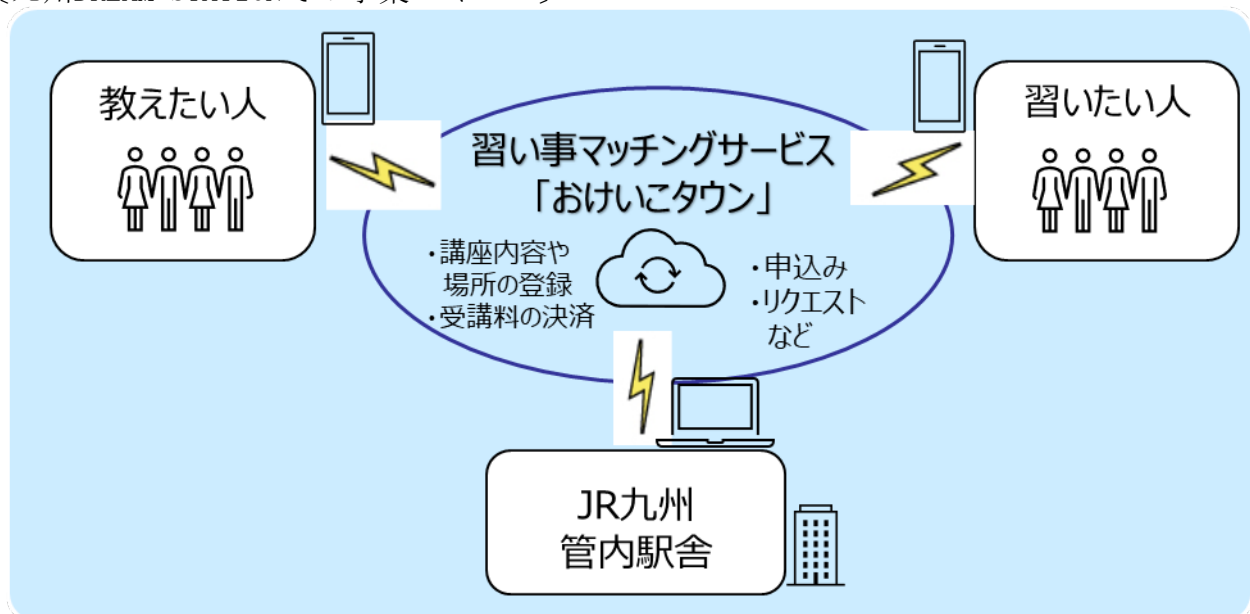 教えたい人
習いたい人
習い事マッチングサービス
「おけいこタウン」
・講座内容や
場所の登録
・受講料の決済
・申込み
・リクエスト
など
JR九州
管内駅舎